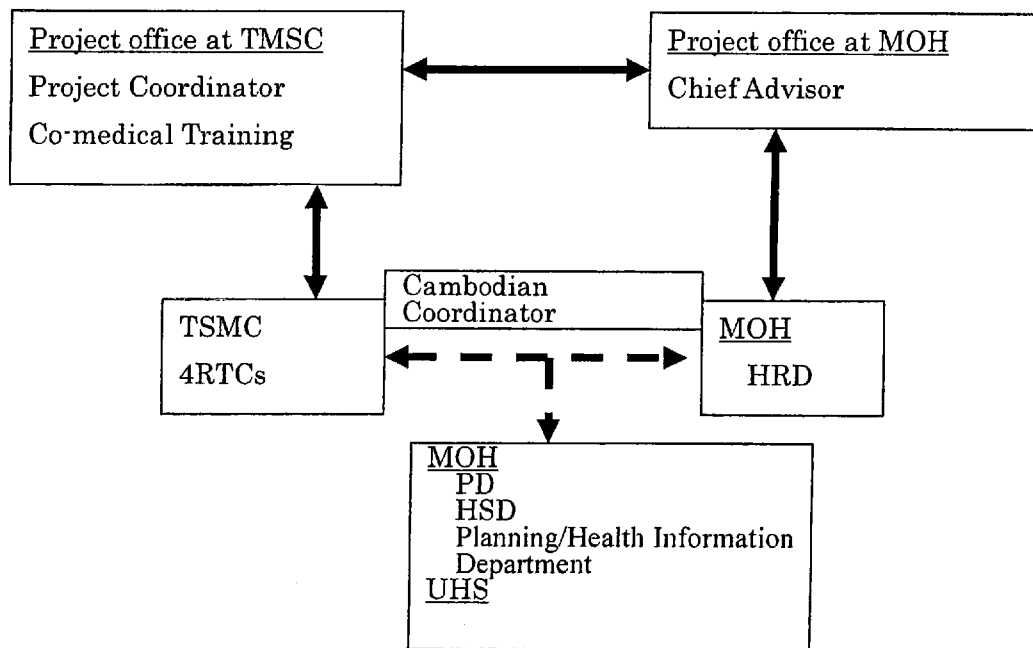 Project office at TMSC
Project Coordinator
Co-medical Training
Project office at MOH
Chief Advisor
Cambodian
Coordinator
TSMC
4RTCs
MOH
HRD
MOH
PD
HSD
Planning/Health Information
Department
UHS